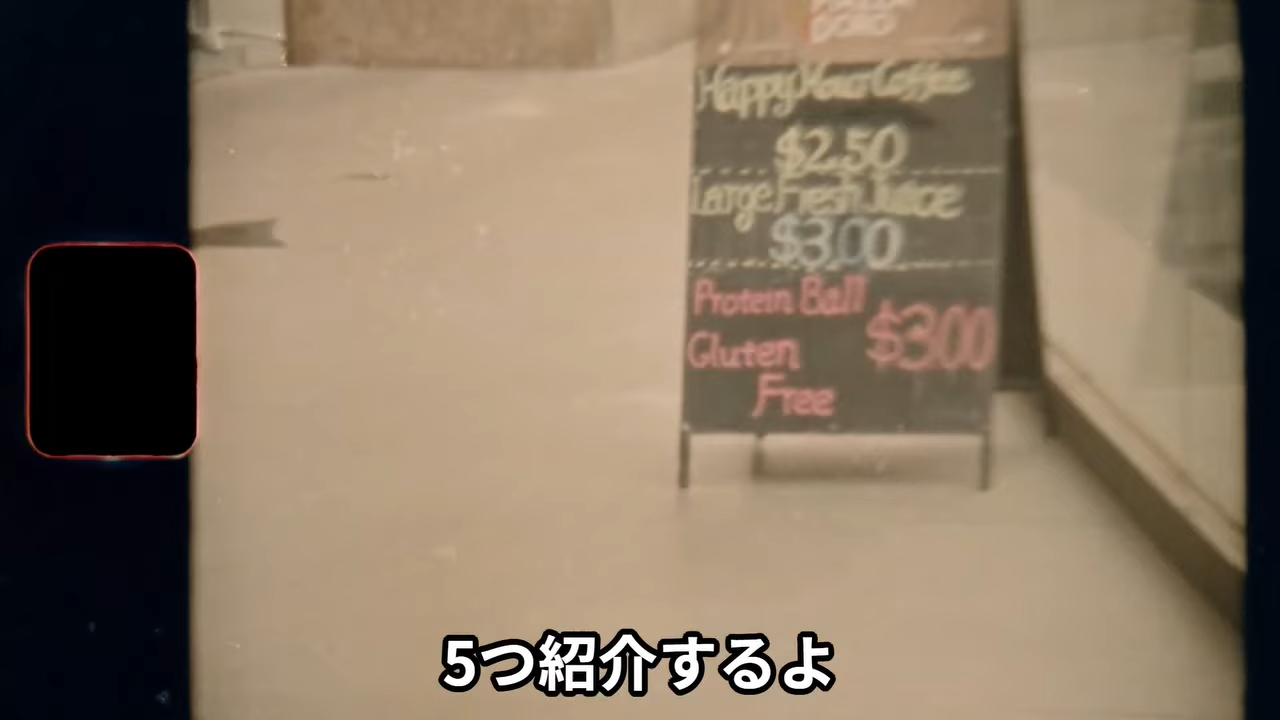 Happy Hour Coffee
$2.50
Large Fresh Juice
$3.00
Protein Ball
$3.00
Gluten
Free
5つ紹介するよ